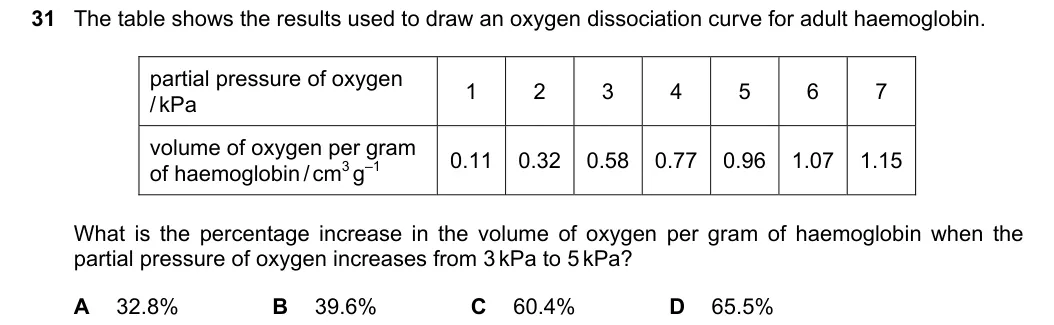 31 The table shows the results used to draw an oxygen dissociation curve for adult haemoglobin.
partial pressure of oxygen /kPa 1 2 3 4 5 6 7
volume of oxygen per gram of haemoglobin/cm³g⁻¹ 0.11 0.32 0.58 0.77 0.96 1.07 1.15
What is the percentage increase in the volume of oxygen per gram of haemoglobin when the
partial pressure of oxygen increases from 3kPa to 5kPa?
A 32.8% B 39.6% C 60.4% D 65.5%